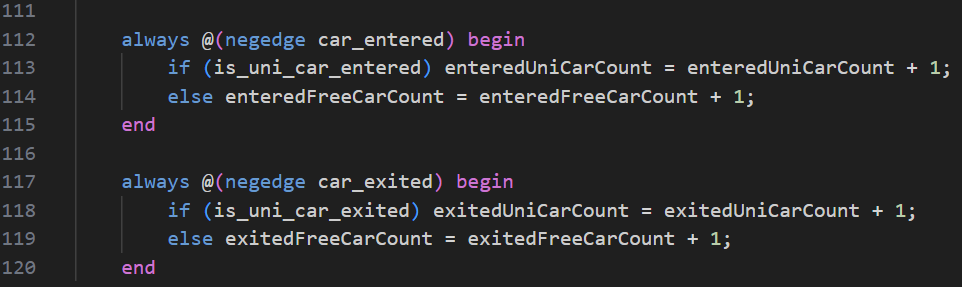 111
112 always @(negedge car_entered) begin
113 if (is_uni_car_entered) enteredUniCarCount = enteredUniCarCount + 1;
114 else enteredFreeCarCount = enteredFreeCarCount + 1;
115 end
116
117 always @(negedge car_exited) begin
118 if (is_uni_car_exited) exitedUniCarCount = exitedUniCarCount + 1;
119 else exitedFreeCarCount = exitedFreeCarCount + 1;
120 end